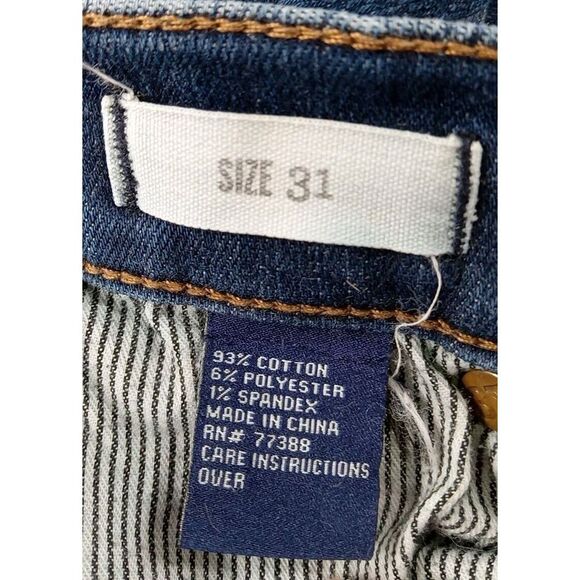 SIZE 31
93% COTTON
6% POLYESTER
1% SPANDEX
MADE IN CHINA
RN# 77388
CARE INSTRUCTIONS
OVER